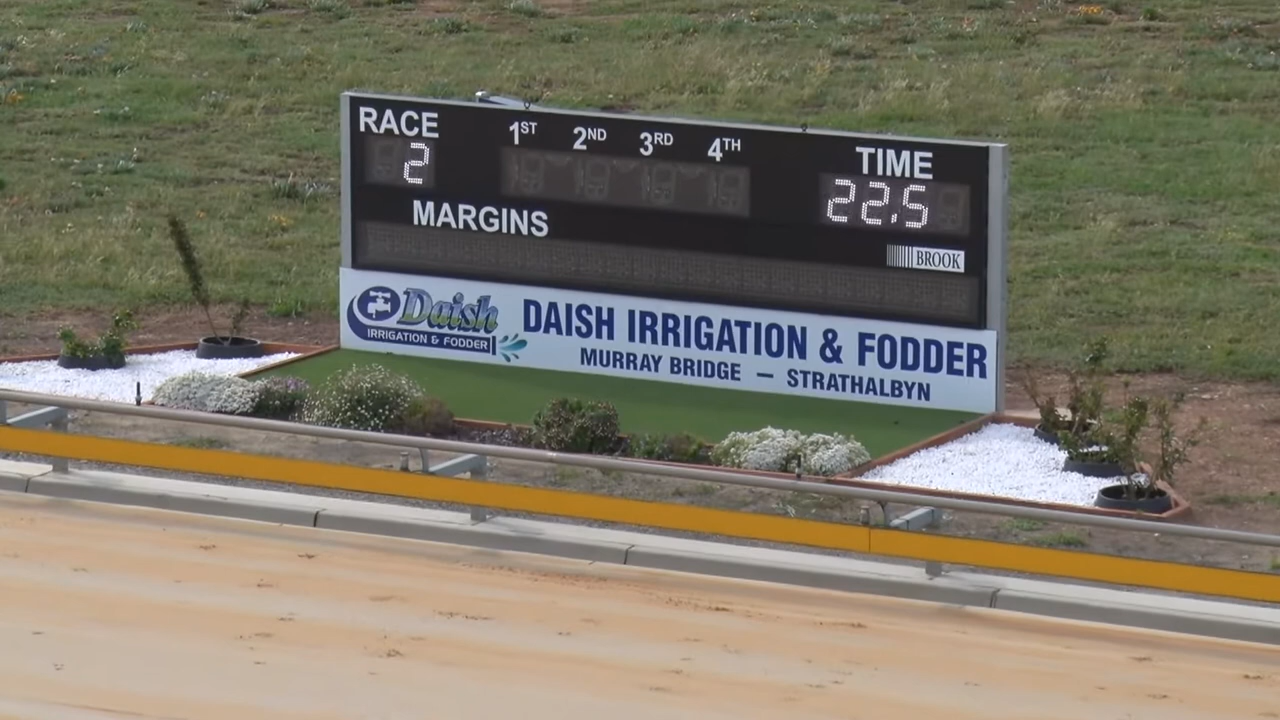 RACE 1ST 2ND 3RD 4TH TIME
2 22.5
MARGINS
BROOK
Daish
IRRIGATION & FODDER
DAISH IRRIGATION & FODDER
MURRAY BRIDGE – STRATHALBYN